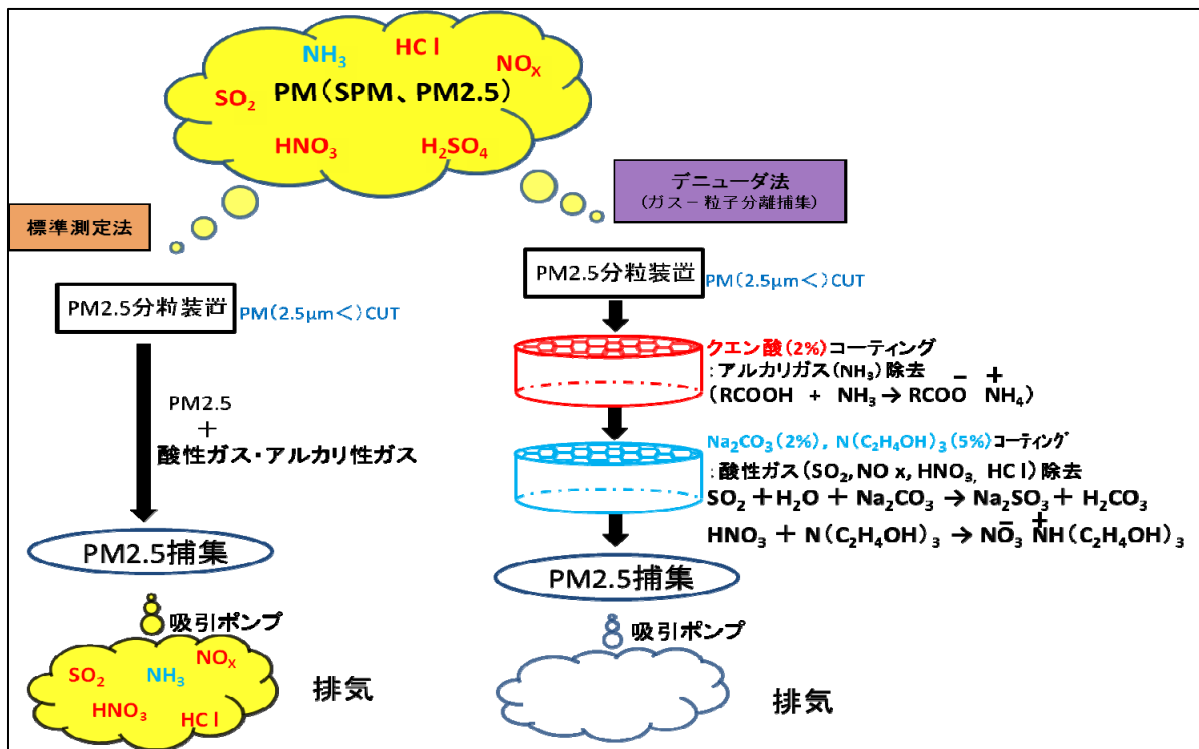 NH₃
HCl
NOX
SO₂
PM(SPM、PM2.5)
HNO₃
H₂SO₄
標準測定法
PM2.5分粒装置
PM(2.5μm<)CUT
PM2.5
+
酸性ガス・アルカリ性ガス
PM2.5捕集
吸引ポンプ
NOX
SO₂
NH₃
HNO₃
HCl
排気
デニューダ法
(ガス-粒子分離捕集)
PM2.5分粒装置
PM(2.5μm<)CUT
クエン酸(2%)コーティング
:アルカリガス(NH₃)除去
(RCOOH + NH₃→ RCOO⁻ N⁺H₄)
Na₂CO₃(2%), N(C₂H₄OH)₃(5%)コーティング
:酸性ガス(SO₂,NO x, HNO₃, HCl)除去
SO₂ +H₂O + Na₂CO₃ → Na₂SO₃+ H₂CO₃
HNO₃ + N(C₂H₄OH)₃ → NO₃⁻ N⁺H(C₂H₄OH)₃
PM2.5捕集
吸引ポンプ
排気